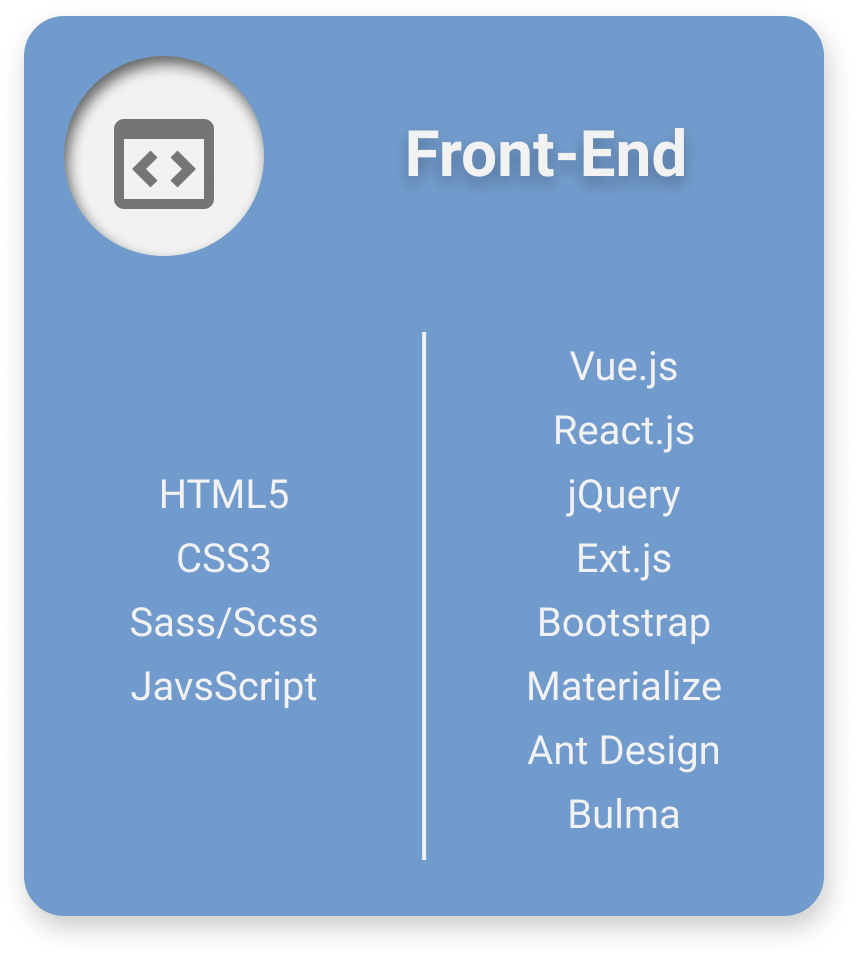 Front-End
HTML5
CSS3
Sass/Scss
JavsScript
Vue.js
React.js
jQuery
Ext.js
Bootstrap
Materialize
Ant Design
Bulma